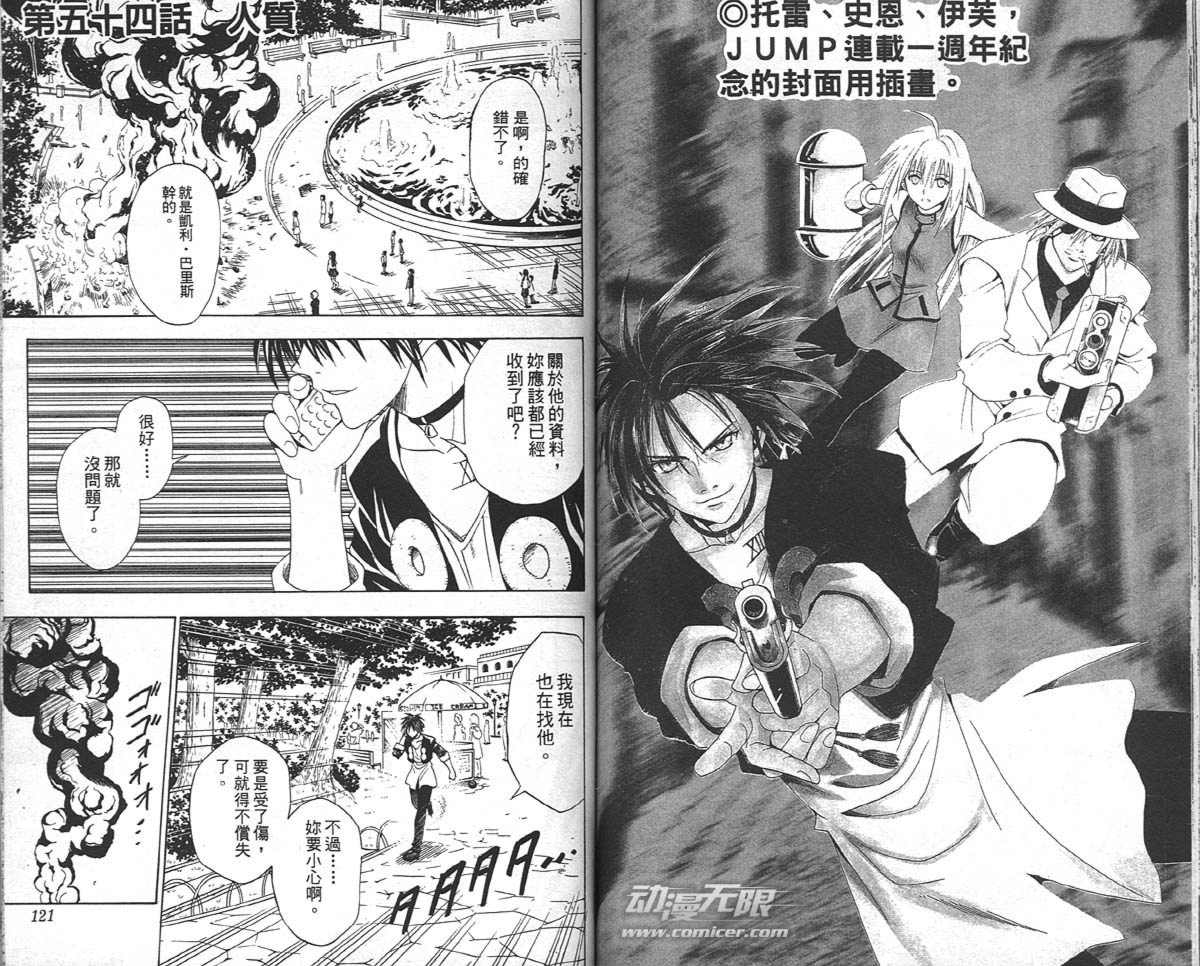 ◎托雷、史恩、伊芙，
ＪＵＭＰ連載一週年紀
念的封面用插畫。
第五十四話　人質
是啊，的確
錯不了。
就是凱利·巴里斯
幹的。
關於他的資料，
妳應該都已經
收到了吧？
很好……
那就
沒問題了。
我現在
也在找他。
不過……
妳要小心啊。
要是受了傷，
可就得不償失
了。
ICE CREAM
タタタタッ
ゴゴォォォ…
XIII
121
动漫无限
www.comicer.com